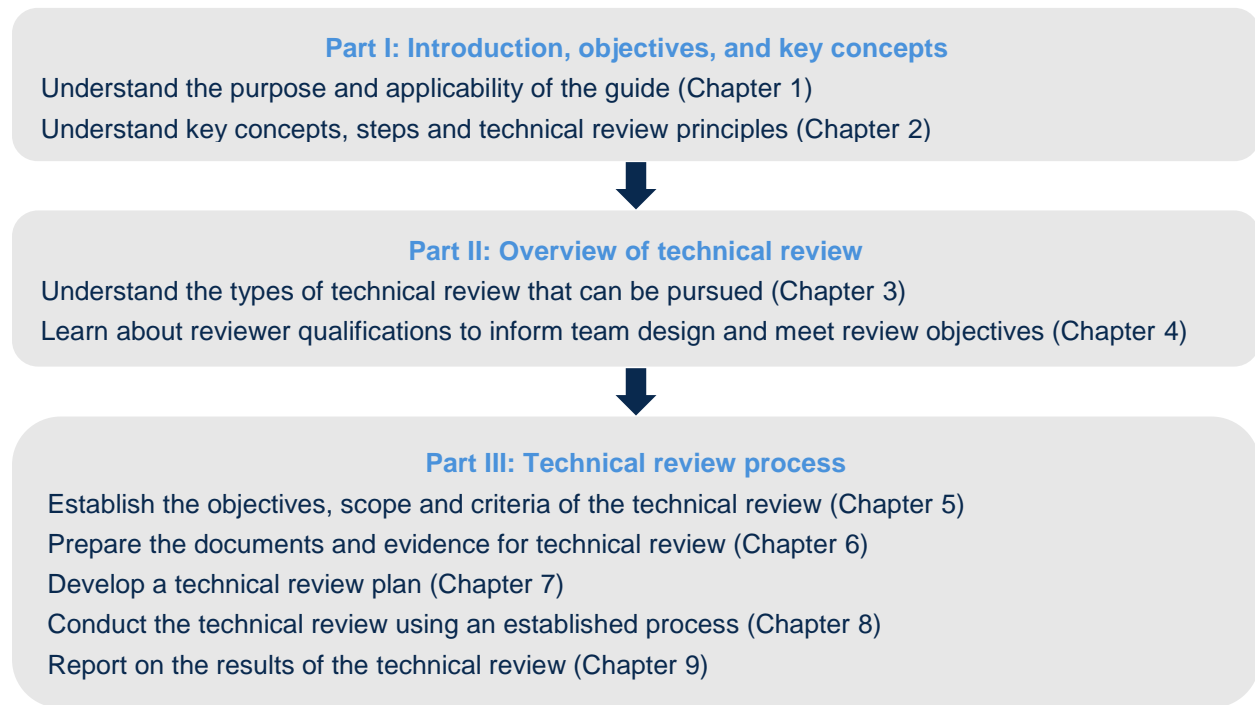 Part I: Introduction, objectives, and key concepts
Understand the purpose and applicability of the guide (Chapter 1)
Understand key concepts, steps and technical review principles (Chapter 2)
Part II: Overview of technical review
Understand the types of technical review that can be pursued (Chapter 3)
Learn about reviewer qualifications to inform team design and meet review objectives (Chapter 4)
Part III: Technical review process
Establish the objectives, scope and criteria of the technical review (Chapter 5)
Prepare the documents and evidence for technical review (Chapter 6)
Develop a technical review plan (Chapter 7)
Conduct the technical review using an established process (Chapter 8)
Report on the results of the technical review (Chapter 9)